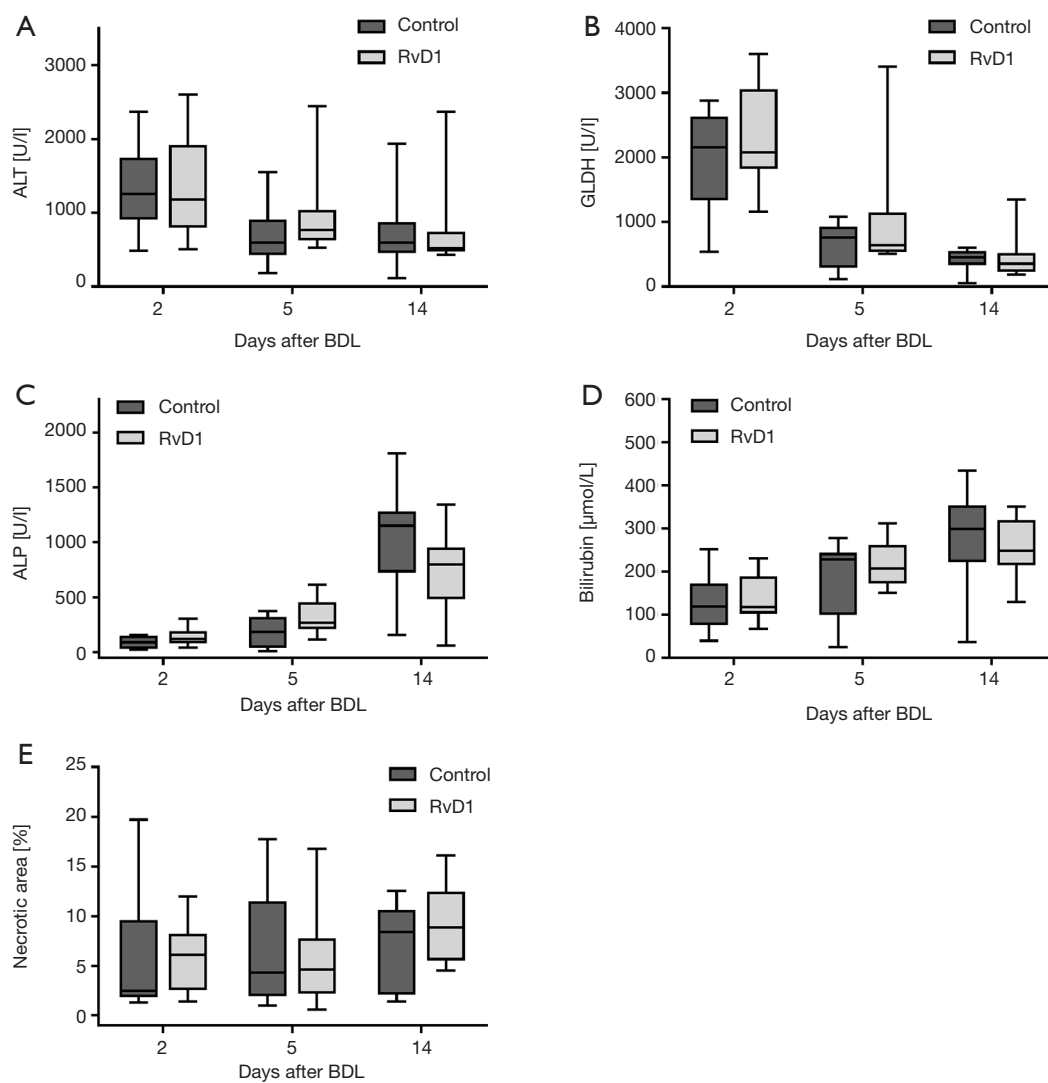 A
Control
RvD1
ALT [U/l]
3000
2000
1000
0
2
5
14
Days after BDL
B
Control
RvD1
GLDH [U/l]
4000
3000
2000
1000
0
2
5
14
Days after BDL
C
Control
RvD1
ALP [U/l]
2000
1500
1000
500
0
2
5
14
Days after BDL
D
Control
RvD1
Bilirubin [µmol/L]
600
500
400
300
200
100
0
2
5
14
Days after BDL
E
Control
RvD1
Necrotic area [%]
25
20
15
10
5
0
2
5
14
Days after BDL